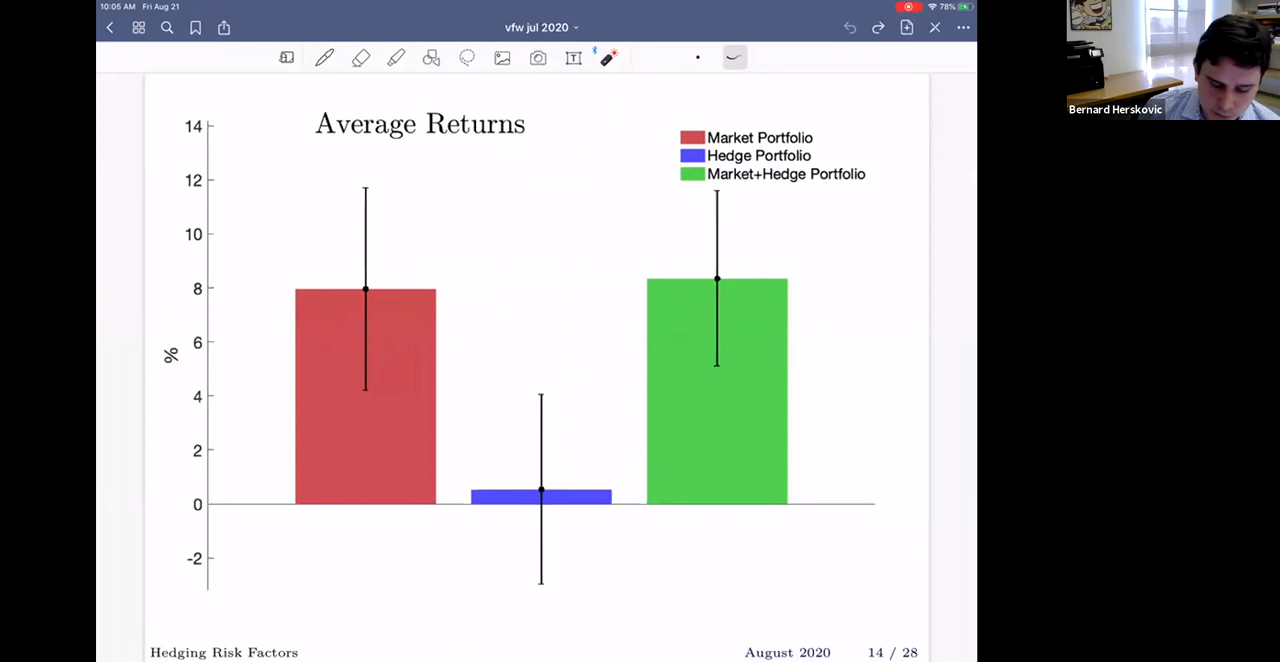 10:05 AM Fri Aug 21
78%
vfw jul 2020
T
Average Returns
Market Portfolio
Hedge Portfolio
Market+Hedge Portfolio
14
12
10
8
6
4
2
0
-2
%
Hedging Risk Factors
August 2020 14 / 28
Bernard Herskovic